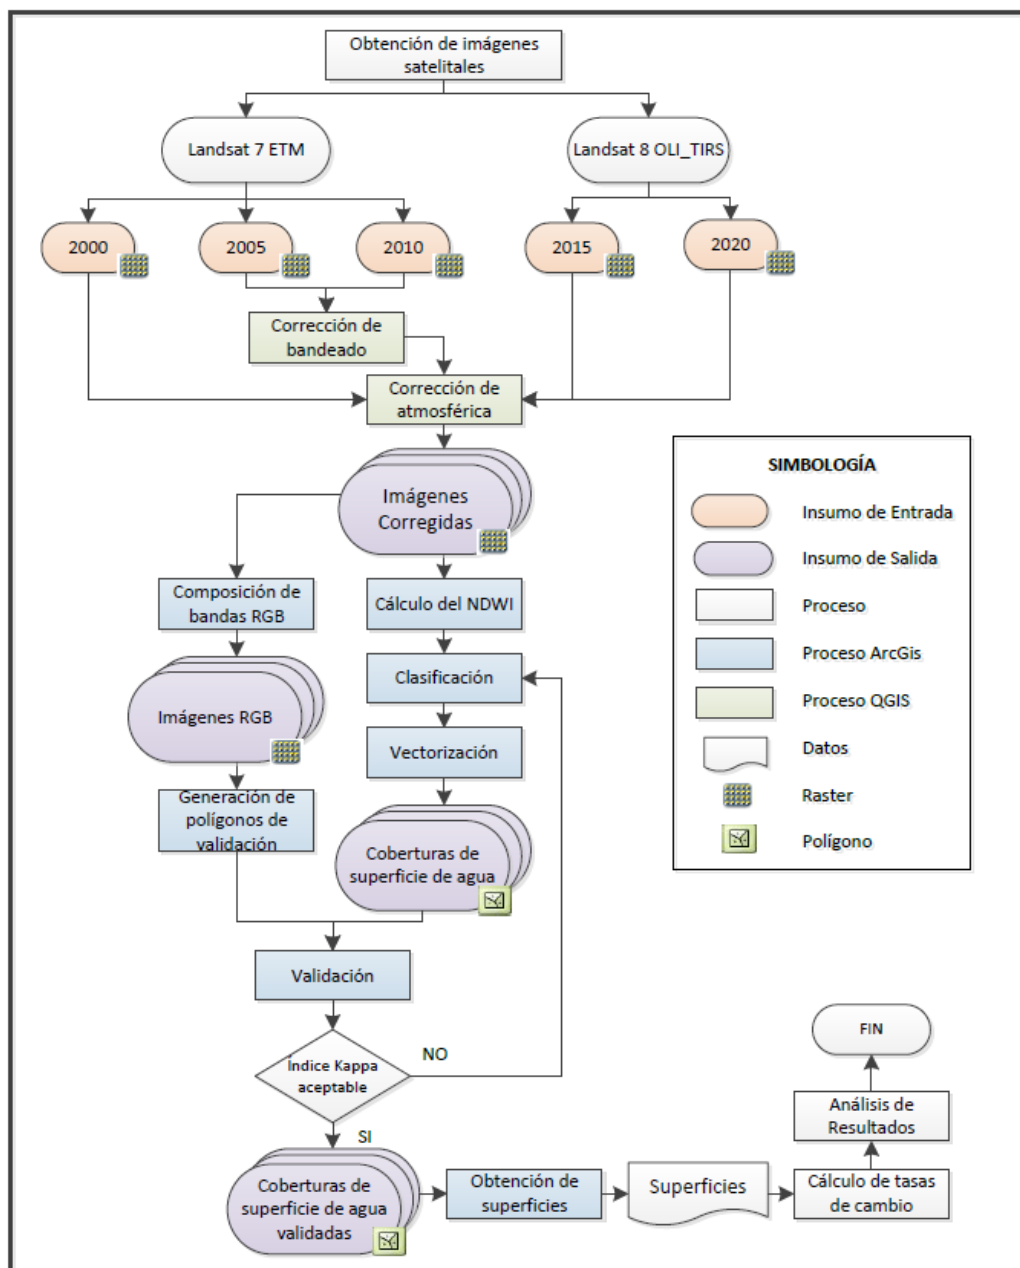 Obtención de imágenes
satelitales
Landsat 7 ETM
Landsat 8 OLI_TIRS
2000
2005
2010
2015
2020
Corrección de
bandeado
Corrección de
atmosférica
Imágenes
Corregidas
Composición de
bandas RGB
Cálculo del NDWI
Clasificación
Imágenes RGB
Vectorización
Generación de
polígonos de
validación
Coberturas de
superficie de agua
Validación
Índice Kappa
aceptable
NO
SI
Coberturas de
superficie de agua
validadas
Obtención de
superficies
Superficies
Cálculo de tasas
de cambio
Análisis de
Resultados
FIN
SIMBOLOGÍA
Insumo de Entrada
Insumo de Salida
Proceso
Proceso ArcGis
Proceso QGIS
Datos
Raster
Polígono